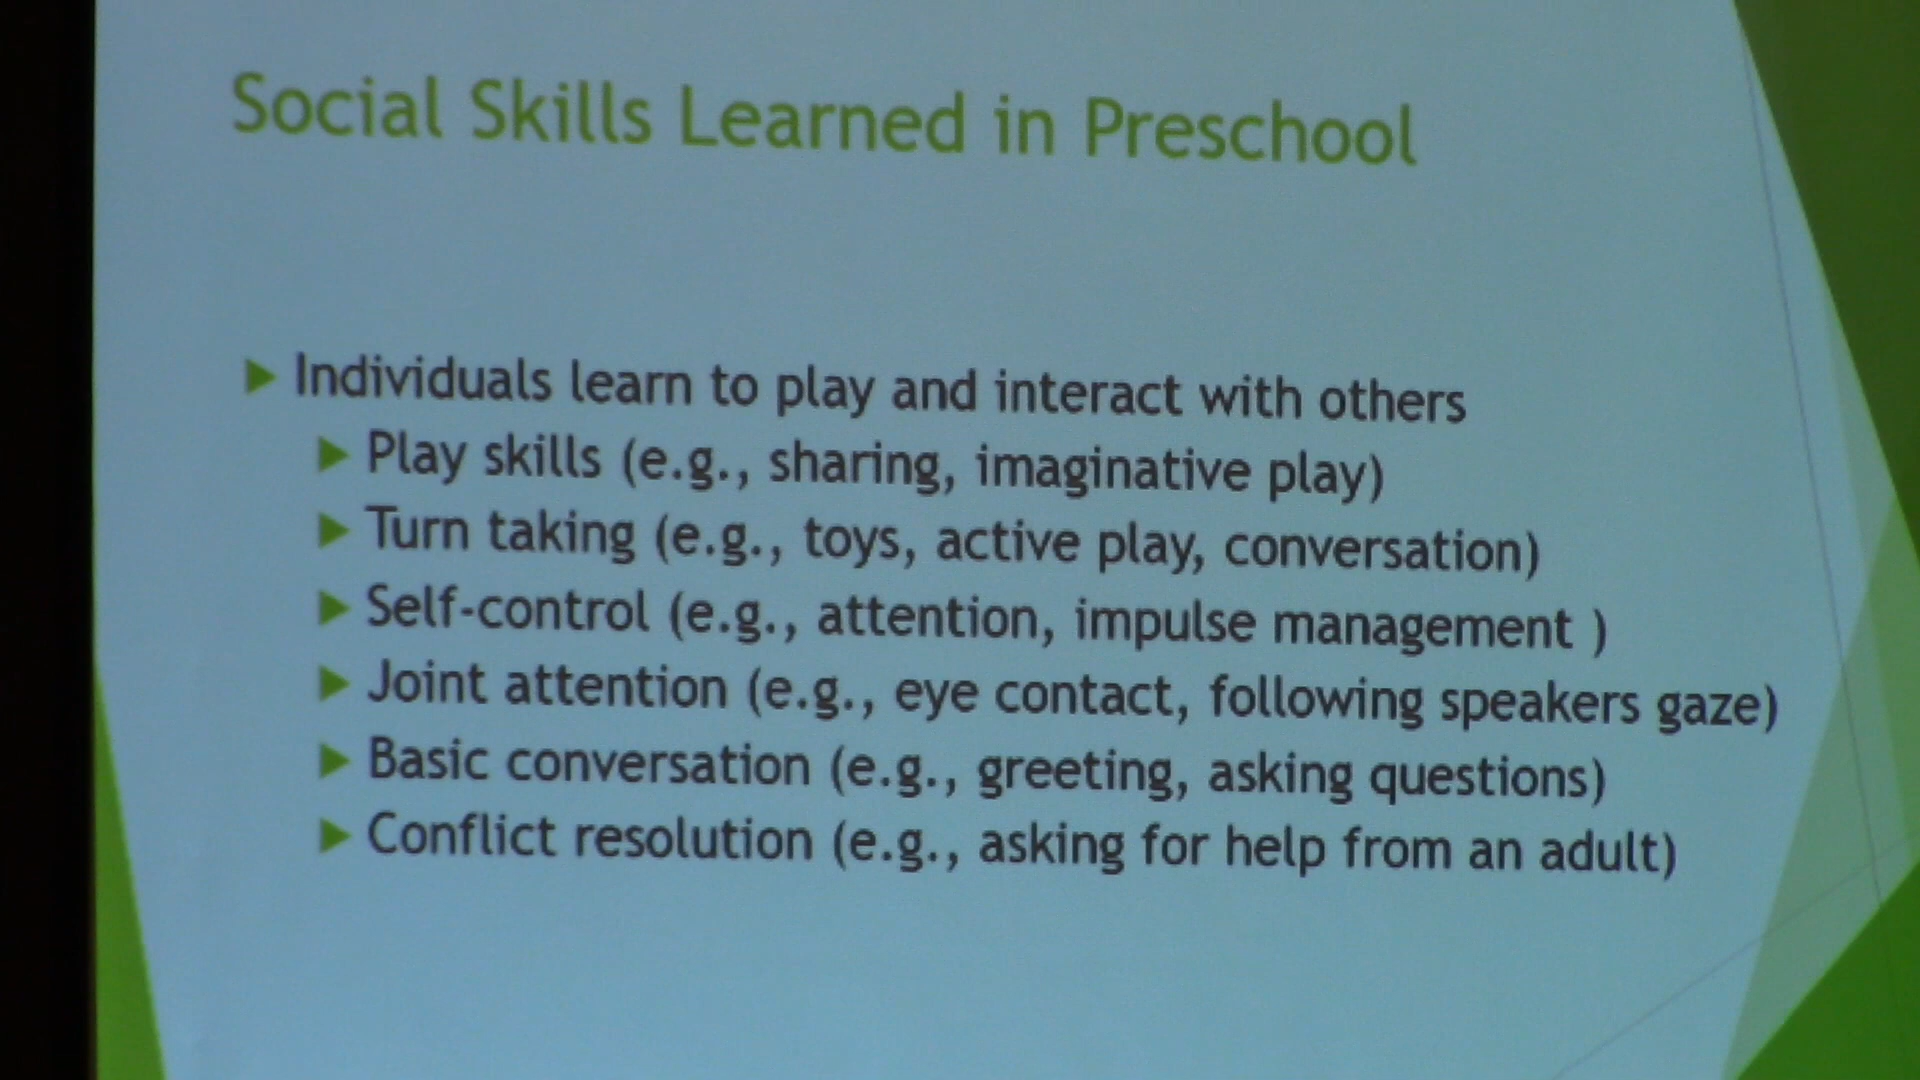 Social Skills Learned in Preschool
Individuals learn to play and interact with others
Play skills (e.g., sharing, imaginative play)
Turn taking (e.g., toys, active play, conversation)
Self-control (e.g., attention, impulse management )
Joint attention (e.g., eye contact, following speakers gaze)
Basic conversation (e.g., greeting, asking questions)
Conflict resolution (e.g., asking for help from an adult)